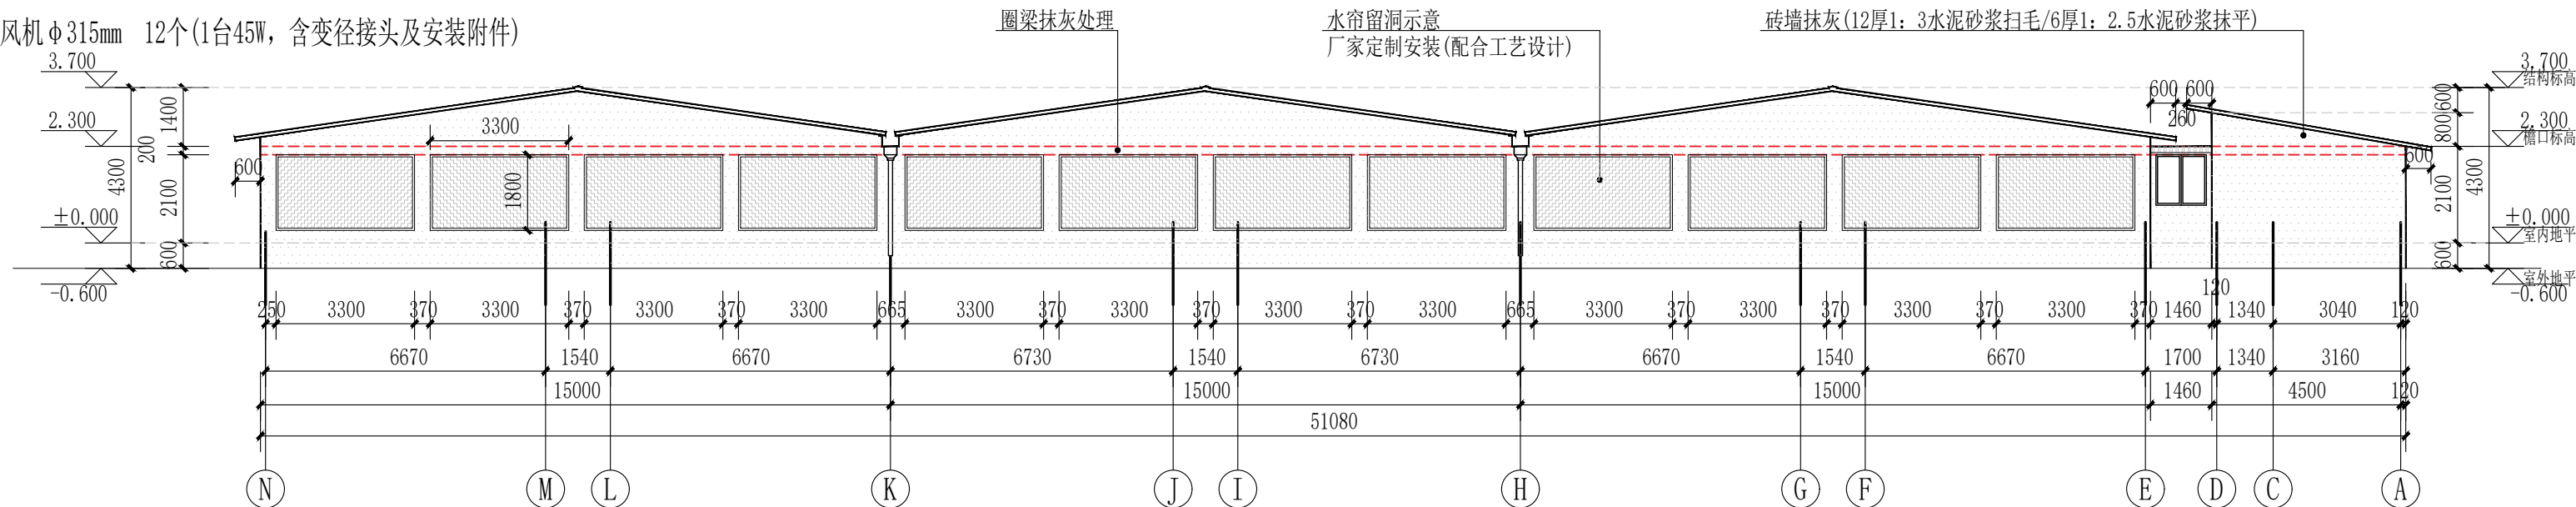 风机φ315mm 12个(1台45W, 含变径接头及安装附件)
圈梁抹灰处理
水帘留洞示意
厂家定制安装(配合工艺设计)
砖墙抹灰(12厚1: 3水泥砂浆扫毛/6厚1: 2.5水泥砂浆抹平)
3.700
2.300
±0.000
-0.600
4300
1400
200
2100
600
600
3300
1800
600
600
260
600
3.700
结构标高
2.300
檐口标高
±0.000
室内地平
室外地平
-0.600
600
800
2100
600
4300
250 3300 370 3300 370 3300 370 3300 665 3300 370 3300 370 3300 370 3300 665 3300 370 3300 370 3300 370 3300 370 1460 120 1340 3040 120
6670 1540 6670 6730 1540 6730 6670 1540 6670 1700 1340 3160
15000 15000 15000 1460 4500 120
51080
N M L K J I H G F E D C A